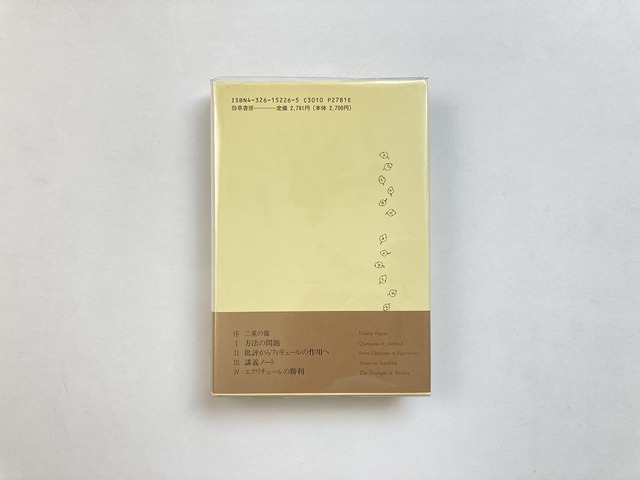 ISBN4-326-15226-5 C3010 P2781E
勁草書房———定価 2,781円 (本体 2,700円)
序 二重の像
I 方法の問題
II 批評からフィギュールの作用へ
III 講義ノート
IV エクリチュールの勝利
Double Figure
Questions of Method
From Criticism to Figuration
Notes on Teaching
The Triumph of Writing